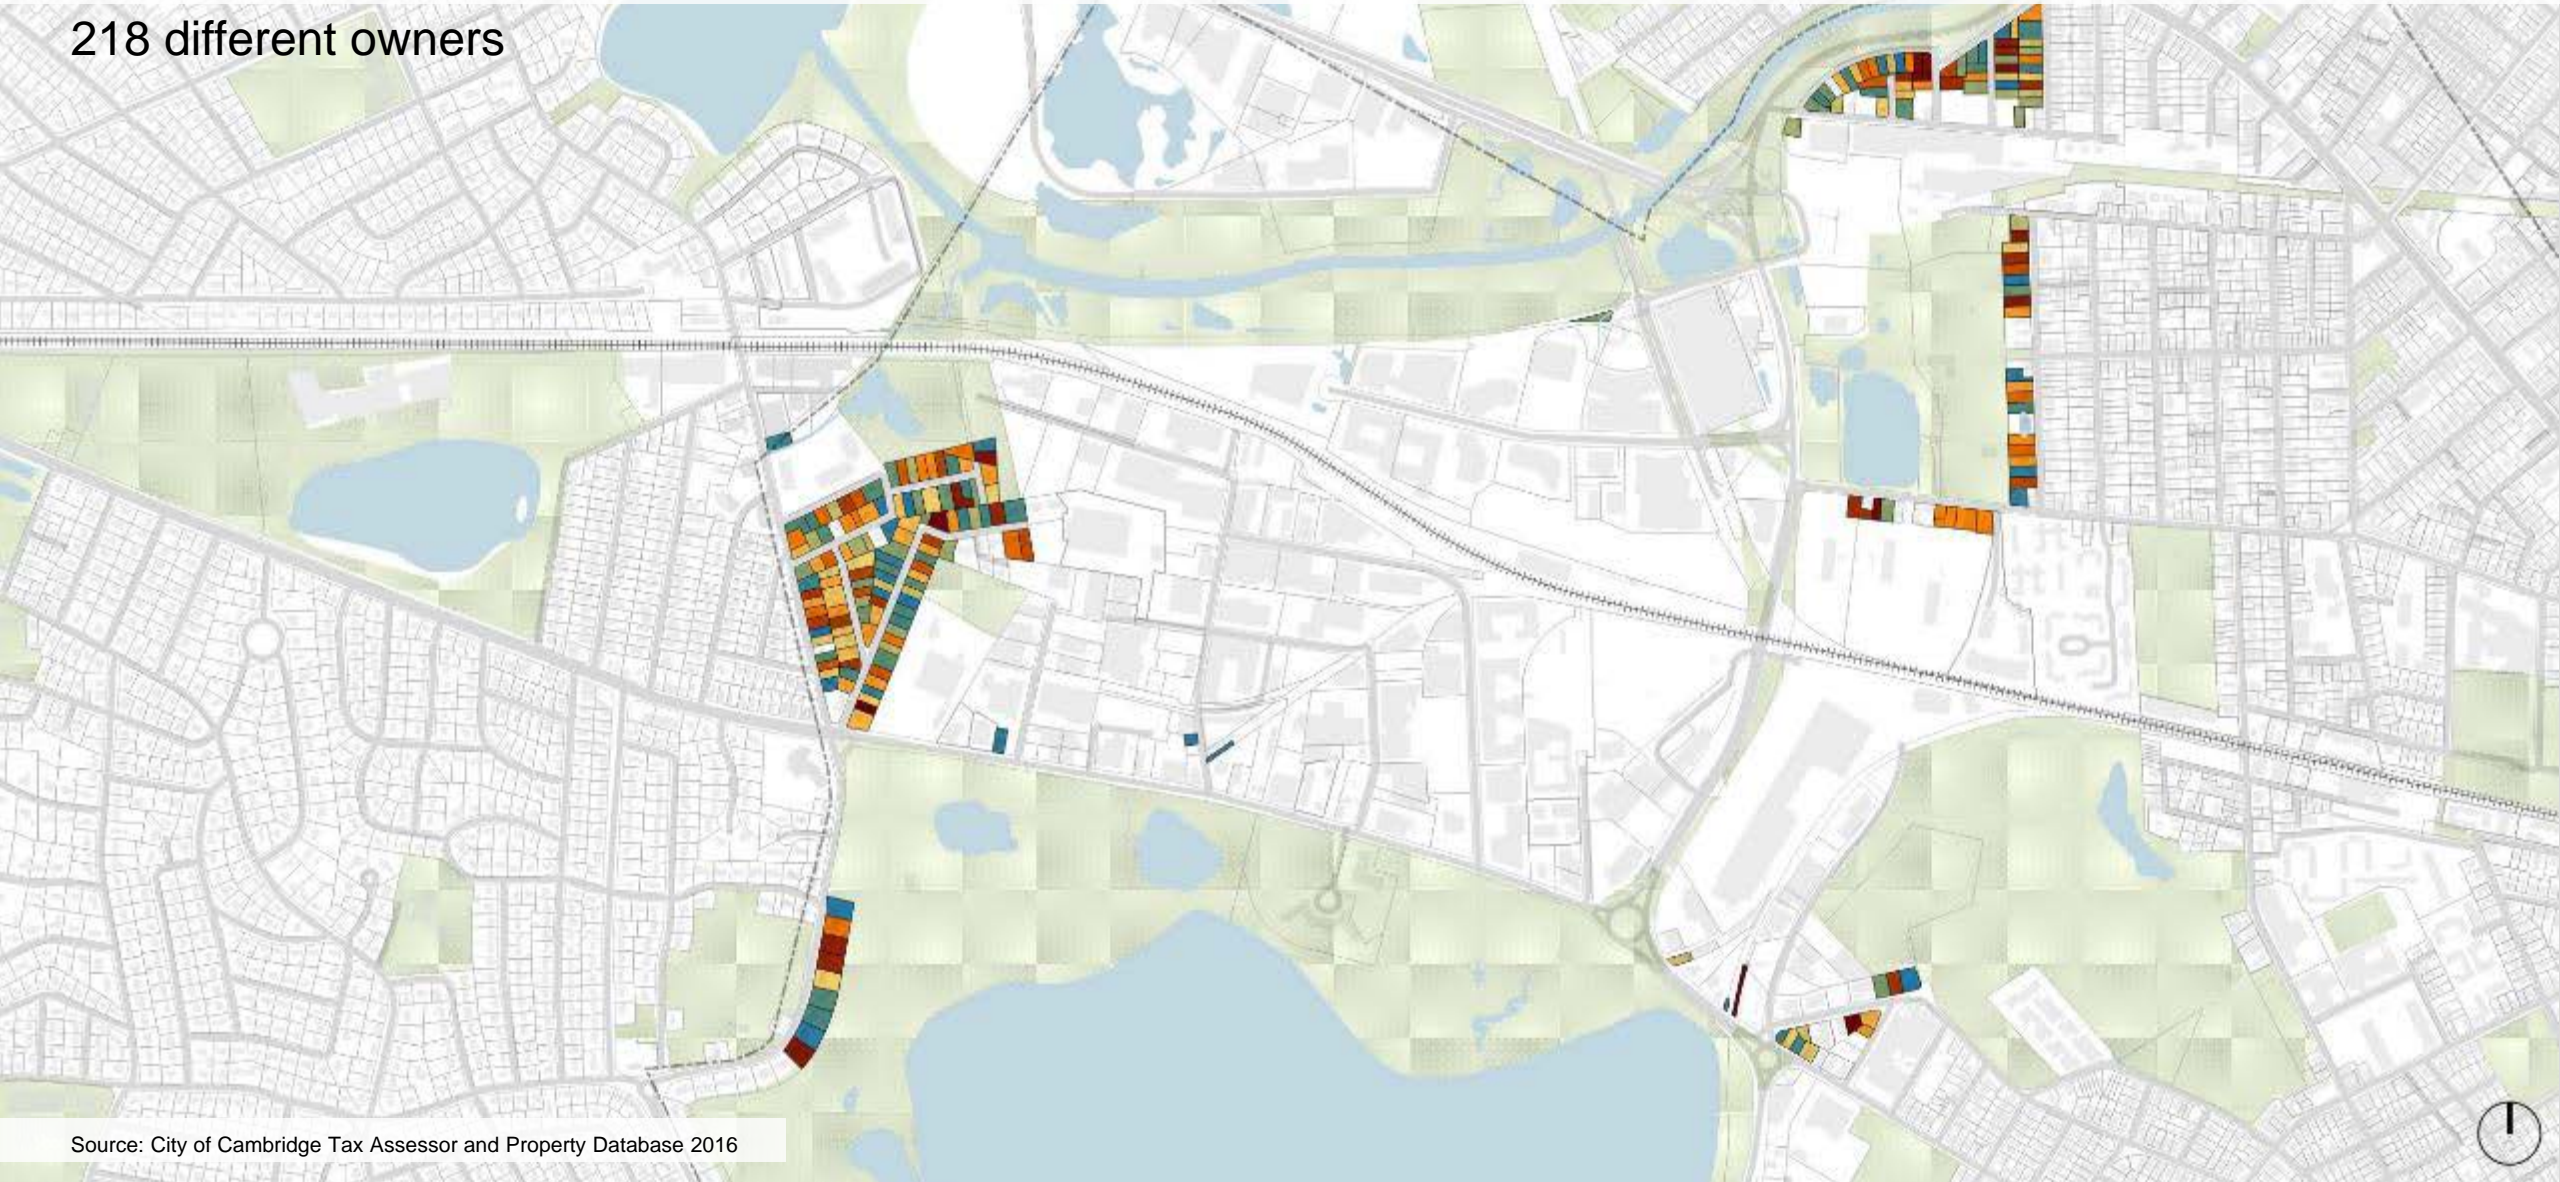 218 different owners
Source: City of Cambridge Tax Assessor and Property Database 2016